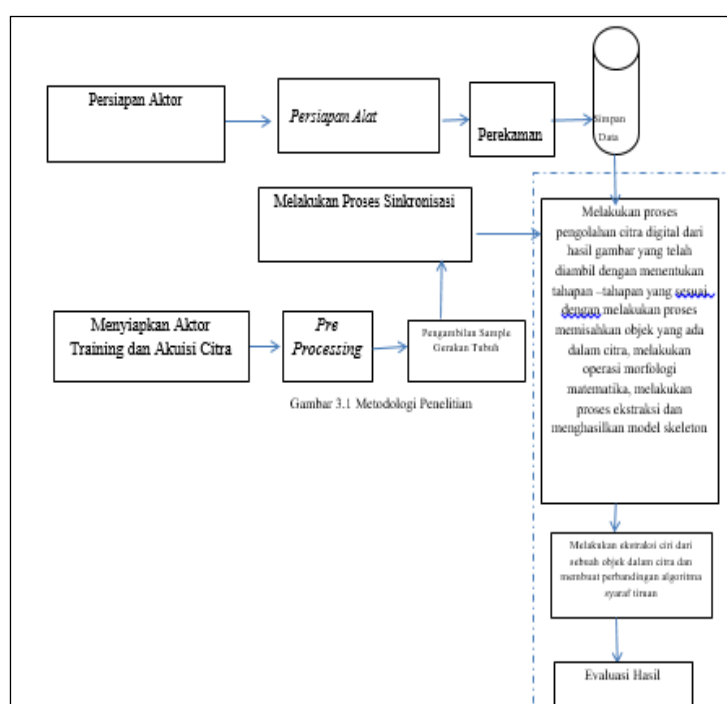 Persiapan Aktor
Persiapan Alat
Perekaman
Simpan
Data
Melakukan Proses Sinkronisasi
Menyiapkan Aktor
Training dan Akuisi Citra
Pre
Processing
Pengambilan Sample
Gerakan Tubuh
Gambar 3.1 Metodologi Penelitian
Melakukan proses
pengolahan citra digital dari
hasil gambar yang telah
diambil dengan menentukan
tahapan –tahapan yang sesuai
dengan melakukan proses
memisahkan objek yang ada
dalam citra, melakukan
operasi morfologi
matematika, melakukan
proses ekstraksi dan
menghasilkan model skeleton
Melakukan ekstraksi ciri dari
sebuah objek dalam citra dan
membuat perbandingan algoritma
syaraf tiruan
Evaluasi Hasil